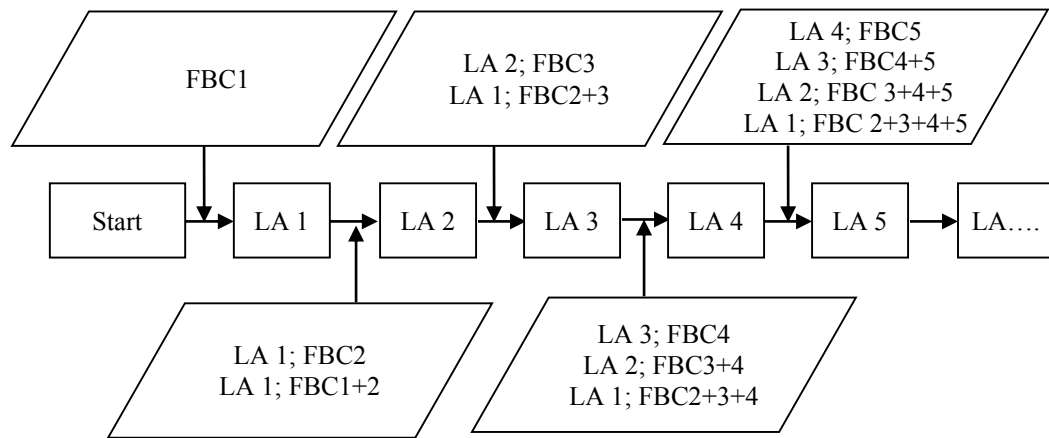 FBC1
LA 2; FBC3
LA 1; FBC2+3
LA 4; FBC5
LA 3; FBC4+5
LA 2; FBC 3+4+5
LA 1; FBC 2+3+4+5
Start
LA 1
LA 2
LA 3
LA 4
LA 5
LA….
LA 1; FBC2
LA 1; FBC1+2
LA 3; FBC4
LA 2; FBC3+4
LA 1; FBC2+3+4